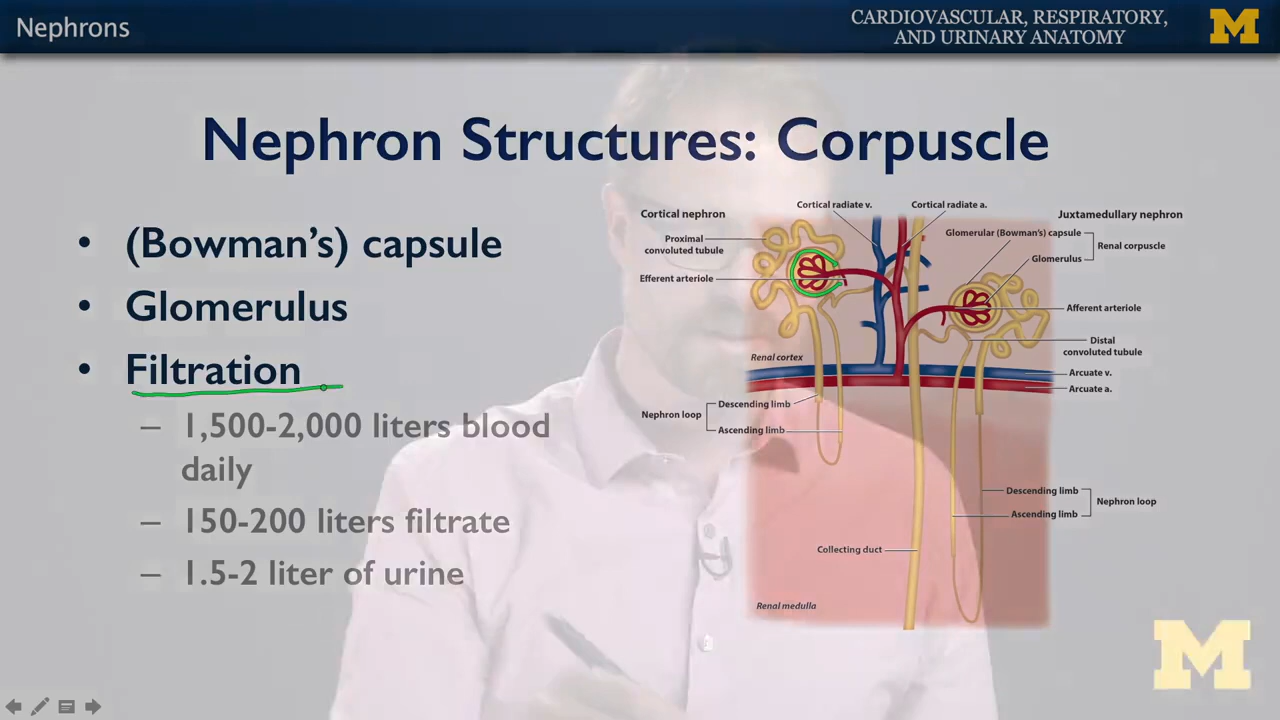 Nephrons
CARDIOVASCULAR, RESPIRATORY,
AND URINARY ANATOMY
M
Nephron Structures: Corpuscle
• (Bowman's) capsule
• Glomerulus
• Filtration
– 1,500-2,000 liters blood
daily
– 150-200 liters filtrate
– 1.5-2 liter of urine
Cortical radiate v.
Cortical radiate a.
Cortical nephron
Juxtamedullary nephron
Proximal
convoluted tubule
Efferent arteriole
Glomerular (Bowman's) capsule
Renal corpuscle
Glomerulus
Afferent arteriole
Distal
convoluted tubule
Renal cortex
Arcuate v.
Arcuate a.
Nephron loop
Descending limb
Ascending limb
Descending limb
Nephron loop
Ascending limb
Collecting duct
Renal medulla
M